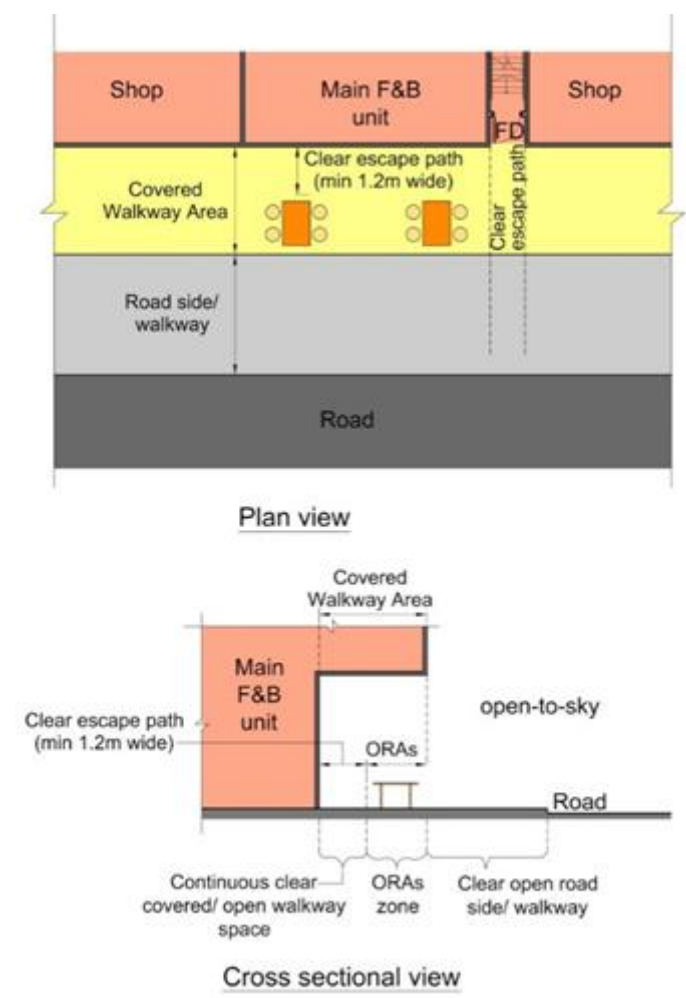 Shop
Main F&B
unit
Shop
FD
Clear escape path
(min 1.2m wide)
Covered
Walkway Area
Clear
escape path
Road side/
walkway
Road
Plan view
Covered
Walkway Area
Main
F&B
unit
open-to-sky
Clear escape path
(min 1.2m wide)
ORAs
Road
Continuous clear
covered/ open walkway
space
ORAs
zone
Clear open road
side/ walkway
Cross sectional view